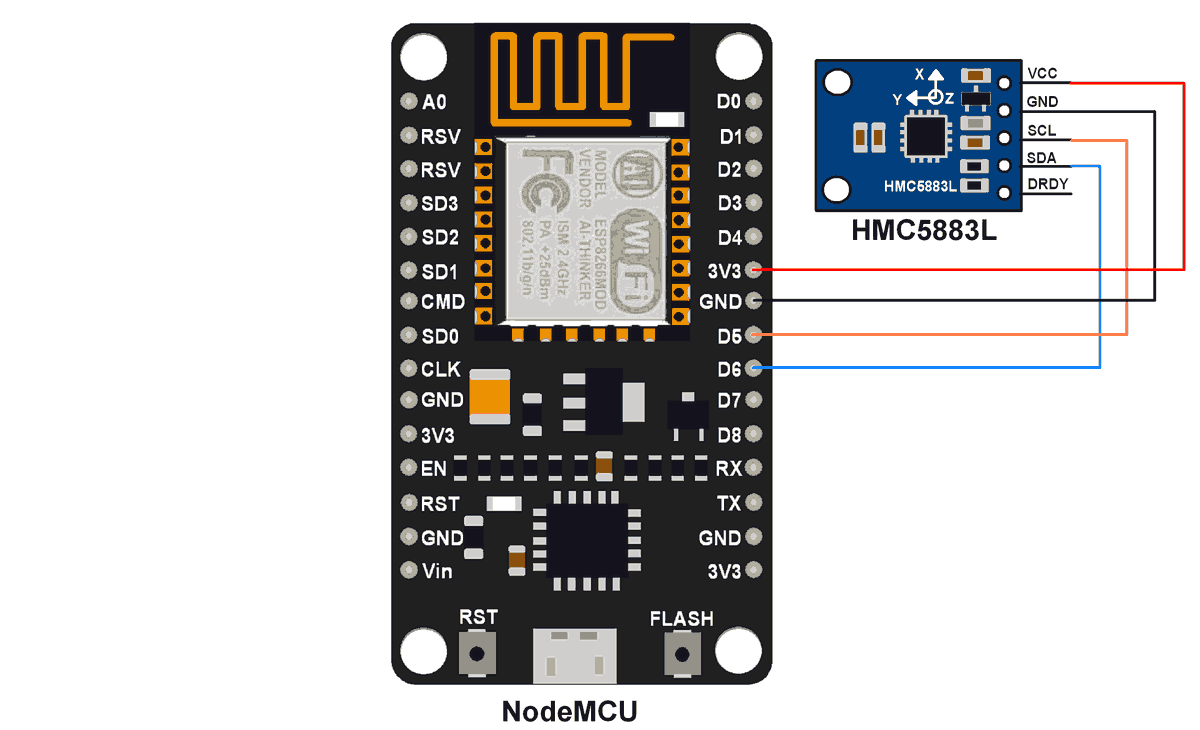 A0
RSV
RSV
SD3
SD2
SD1
CMD
SD0
CLK
GND
3V3
EN
RST
GND
Vin
MODEL
VENDOR
ESP8266MOD
AI-THINKER
ISM 2.4GHz
PA +25dBm
802.11b/g/n
FC
AI
Wi
Fi
D0
D1
D2
D3
D4
3V3
GND
D5
D6
D7
D8
RX
TX
GND
3V3
RST
FLASH
NodeMCU
X
Y
Z
HMC5883L
VCC
GND
SCL
SDA
DRDY
HMC5883L